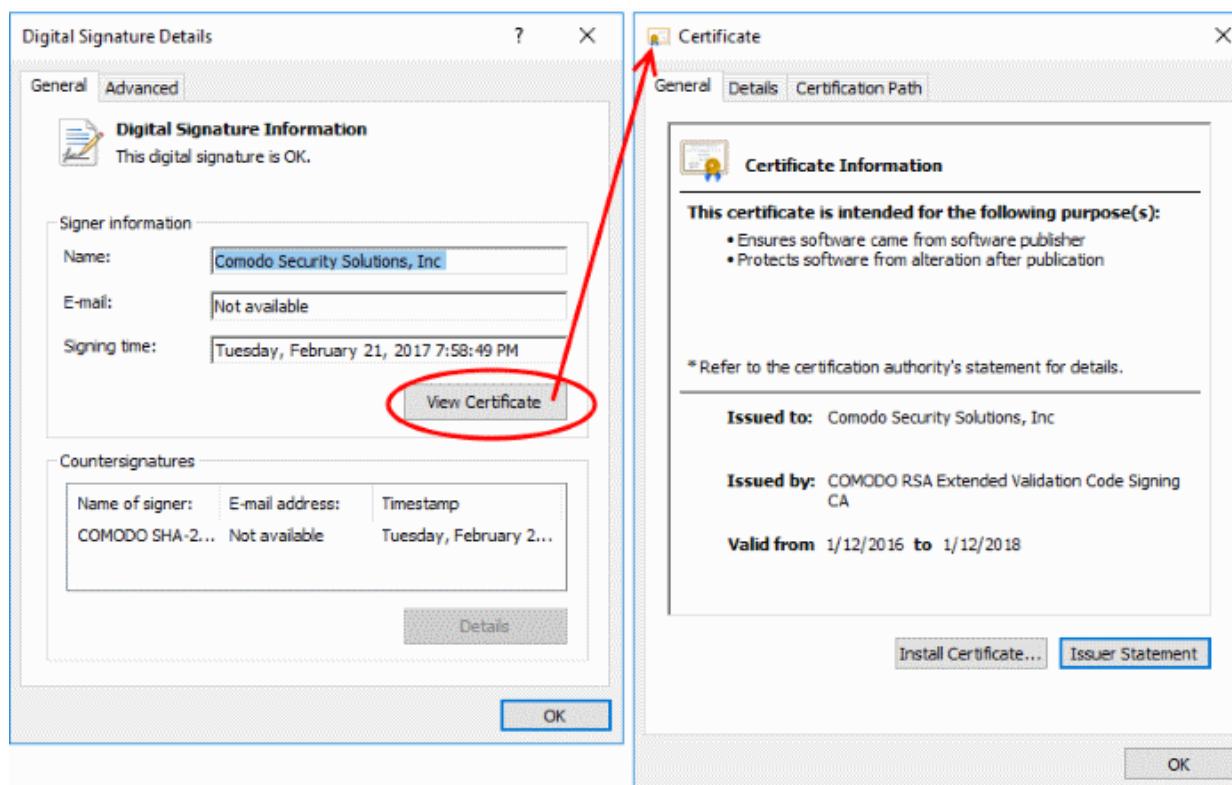 Digital Signature Details
?
General Advanced
Digital Signature Information
This digital signature is OK.
Signer information
Name: Comodo Security Solutions, Inc
E-mail: Not available
Signing time: Tuesday, February 21, 2017 7:58:49 PM
View Certificate
Countersignatures
Name of signer: E-mail address: Timestamp
COMODO SHA-2... Not available Tuesday, February 2...
Details
OK
Certificate
General Details Certification Path
Certificate Information
This certificate is intended for the following purpose(s):
• Ensures software came from software publisher
• Protects software from alteration after publication
* Refer to the certification authority's statement for details.
Issued to: Comodo Security Solutions, Inc
Issued by: COMODO RSA Extended Validation Code Signing
CA
Valid from 1/12/2016 to 1/12/2018
Install Certificate... Issuer Statement
OK